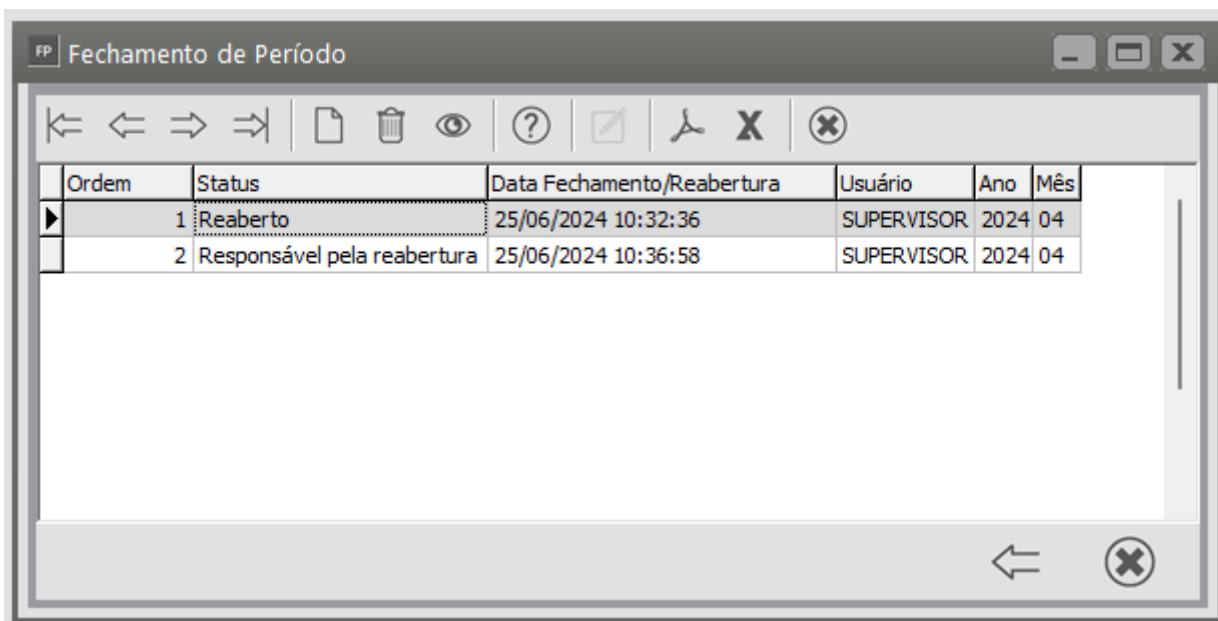 FP Fechamento de Período
Ordem Status Data Fechamento/Reabertura Usuário Ano Mês
1 Reaberto 25/06/2024 10:32:36 SUPERVISOR 2024 04
2 Responsável pela reabertura 25/06/2024 10:36:58 SUPERVISOR 2024 04